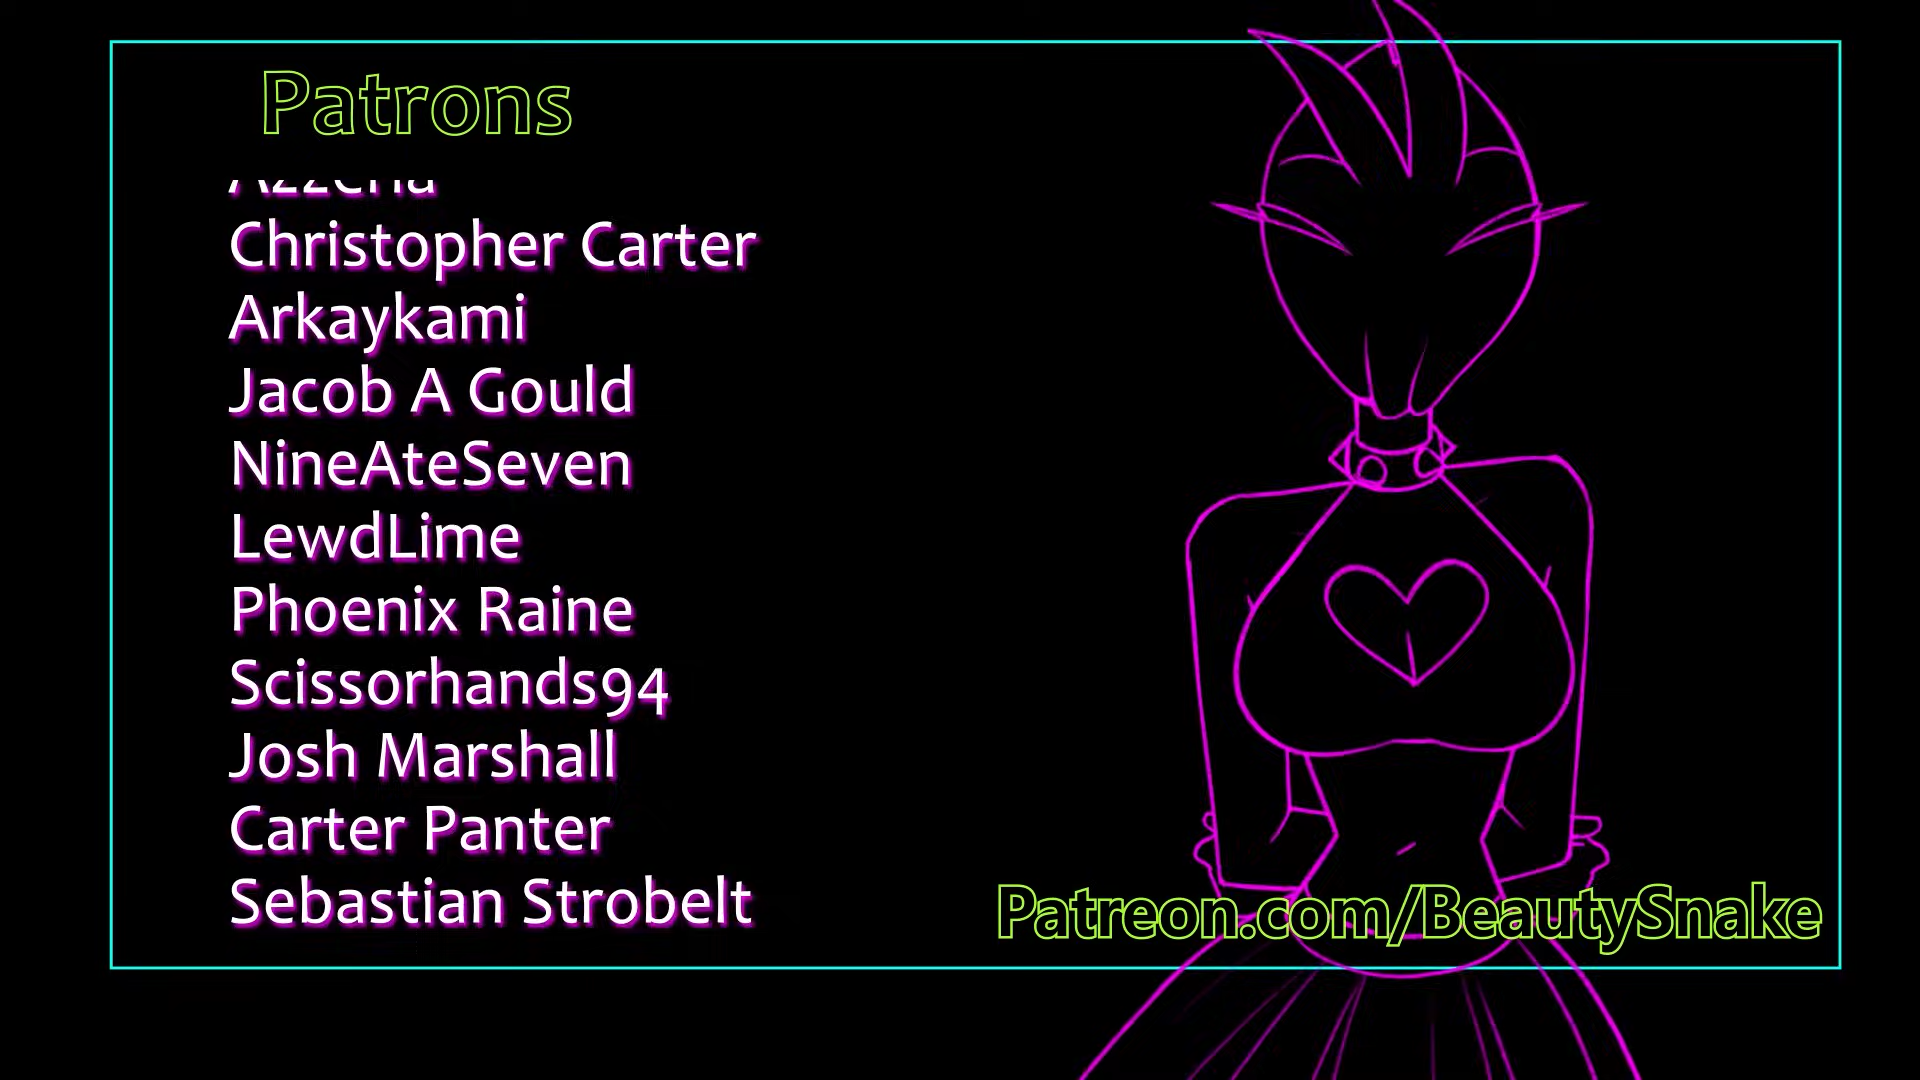 Patrons
Christopher Carter
Arkaykami
Jacob A Gould
NineAteSeven
LewdLime
Phoenix Raine
Scissorhands94
Josh Marshall
Carter Panter
Sebastian Strobelt
Patreon.com/BeautySnake